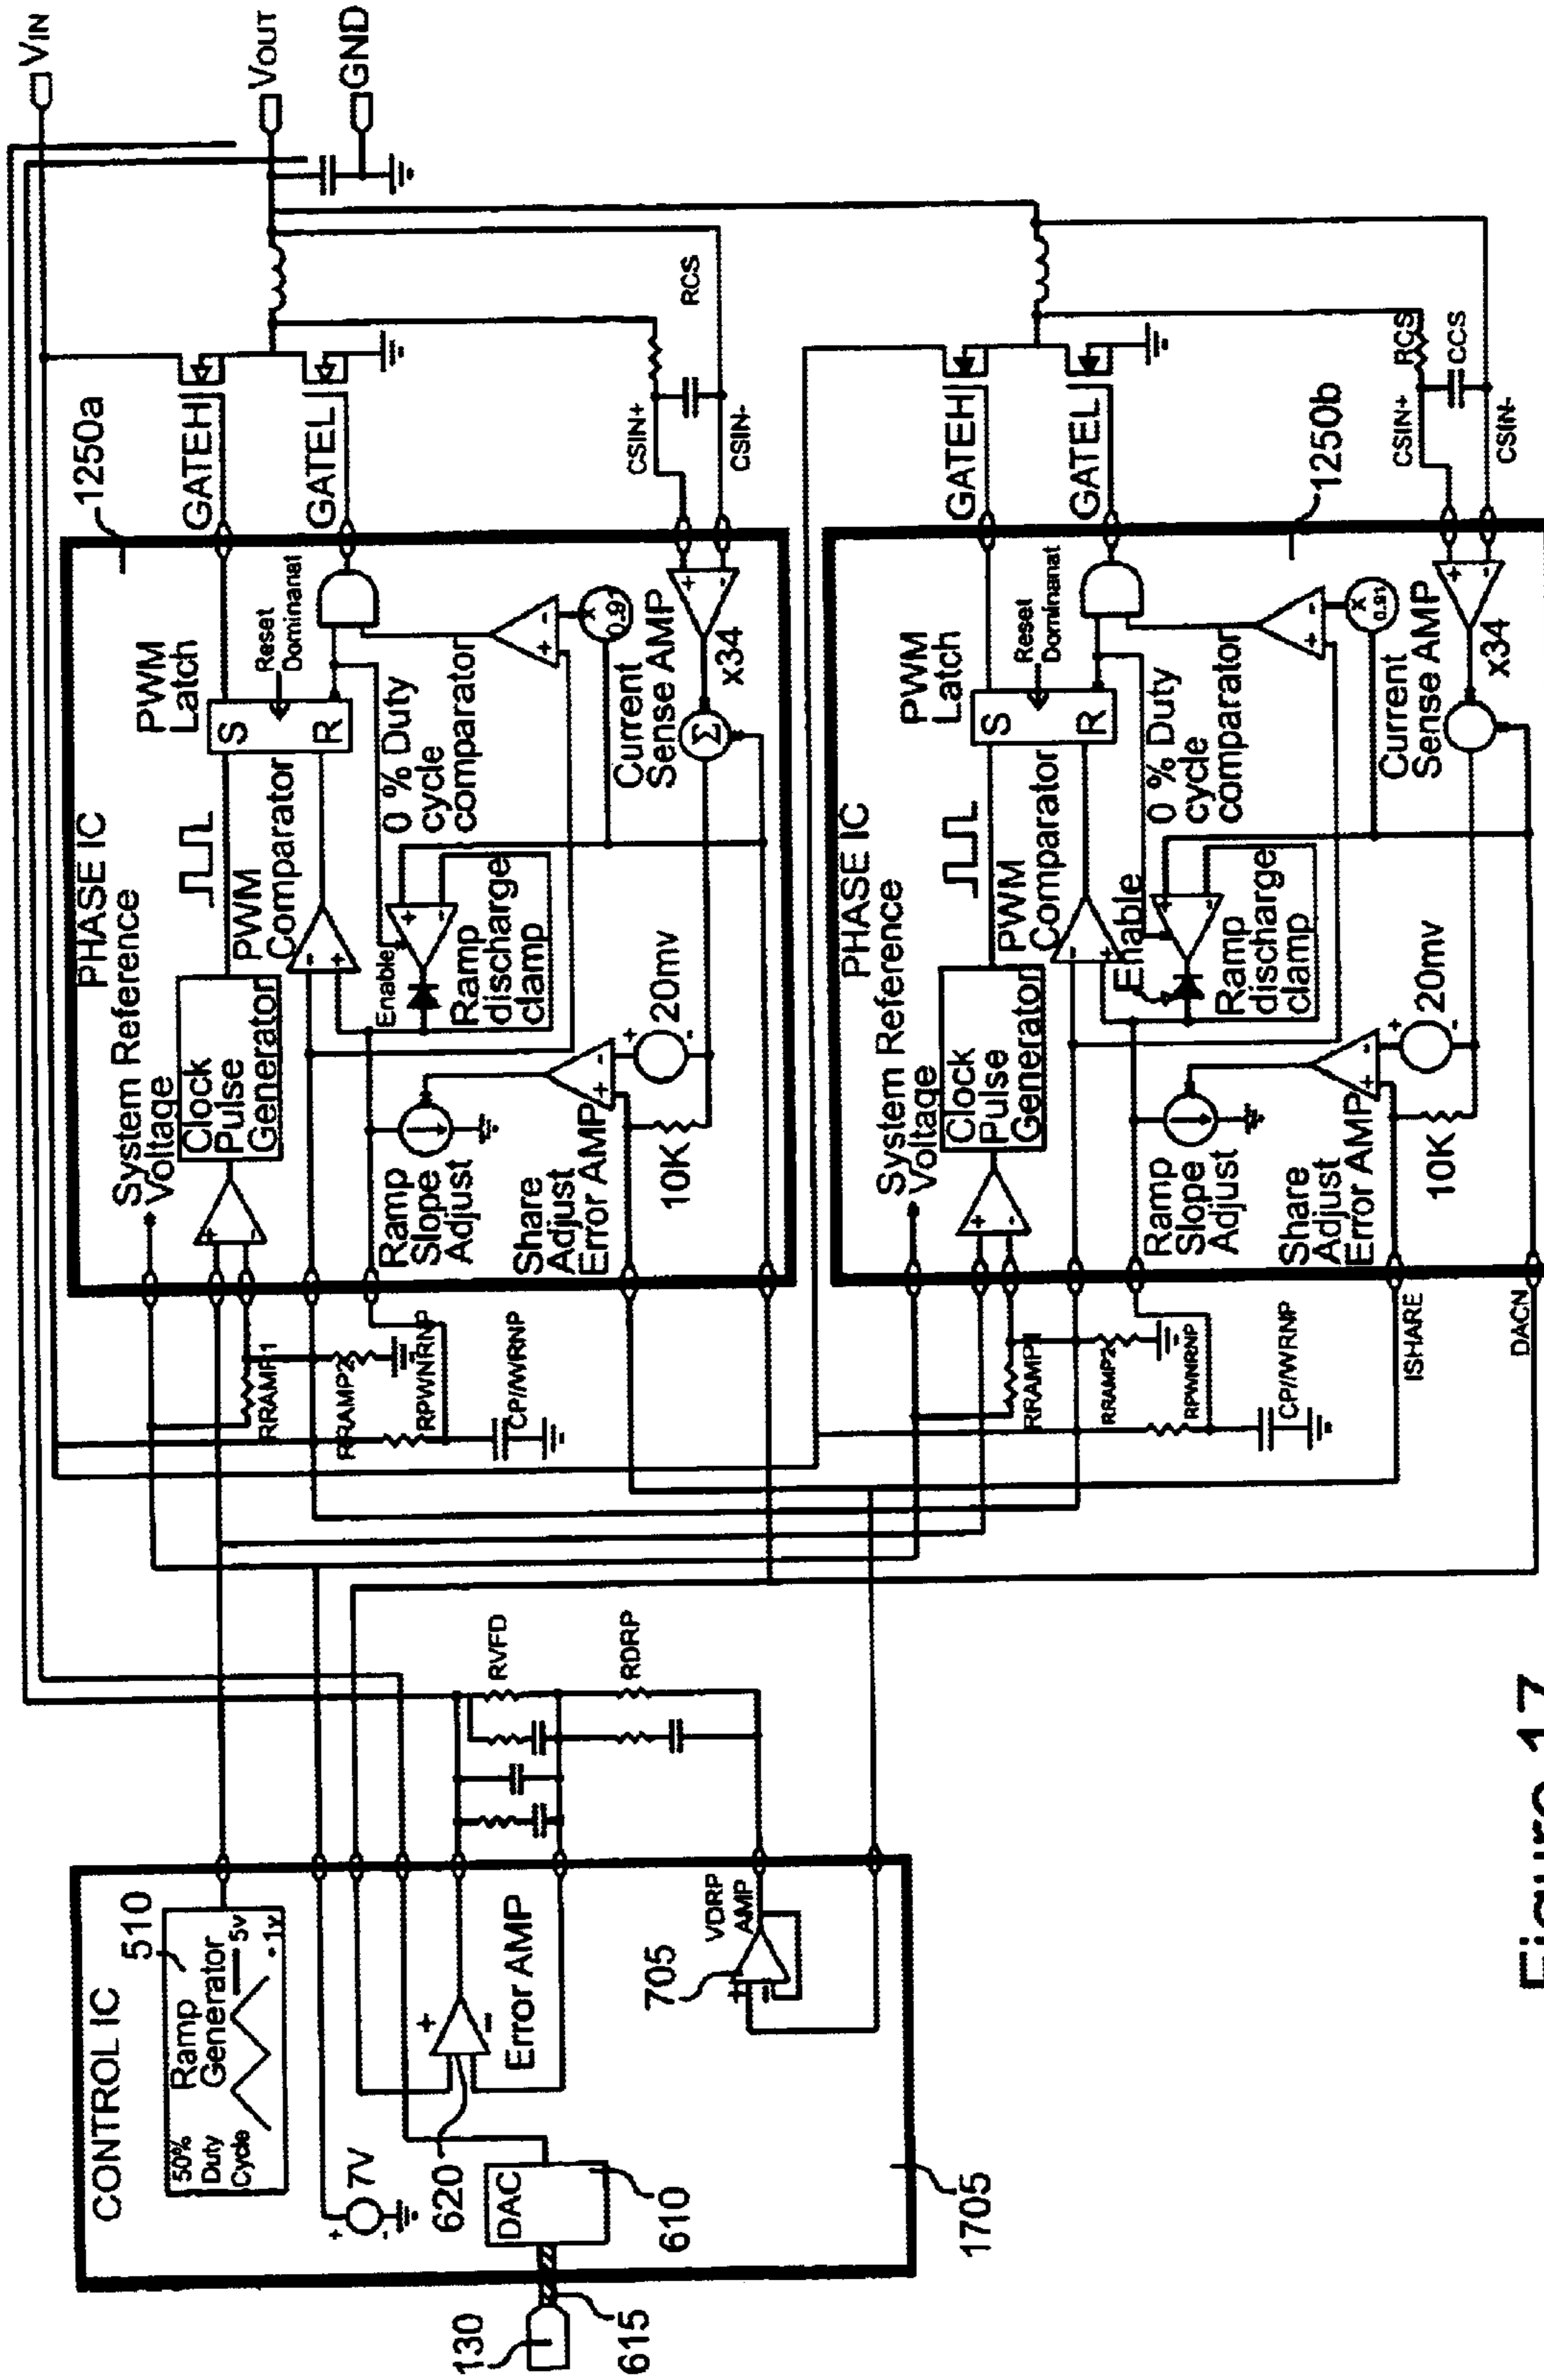 CONTROL IC
510
50%
Duty
Cycle
Ramp
Generator
5v
- 1v
7V
+
-
620
+
-
Error AMP
DAC
610
130
615
1705
705
VDRP
AMP
+
RVFD
RDRP
VIN
VOUT
GND
1250a
PHASE IC
System Reference
Voltage
Clock
Pulse
Generator
+
-
RRAMP1
RRAMP2
RPWNRNP
CP//WRNP
PWM
Comparator
-
+
PWM
Latch
S
R
Reset
Dominanat
GATEH
GATEL
Enable
+
-
Ramp
discharge
clamp
0 % Duty
cycle
comparator
+
-
X
0.91
Ramp
Slope
Adjust
Share
Adjust
Error AMP
+
-
10K
20mv
+
-
Current
Sense AMP
x34
+
-
Σ
CSIN+
CSIN-
RCS
1250b
PHASE IC
System Reference
Voltage
Clock
Pulse
Generator
+
-
RRAMP1
RRAMP2
RPWNRNP
CP//WRNP
PWM
Comparator
-
+
PWM
Latch
S
R
Reset
Dominanat
GATEH
GATEL
Enable
+
-
Ramp
discharge
clamp
0 % Duty
cycle
comparator
+
-
X
0.91
Ramp
Slope
Adjust
Share
Adjust
Error AMP
+
-
10K
20mv
+
-
Current
Sense AMP
x34
+
-
CSIN+
CSIN-
RCS
CCS
ISHARE
DACN
Figure 17